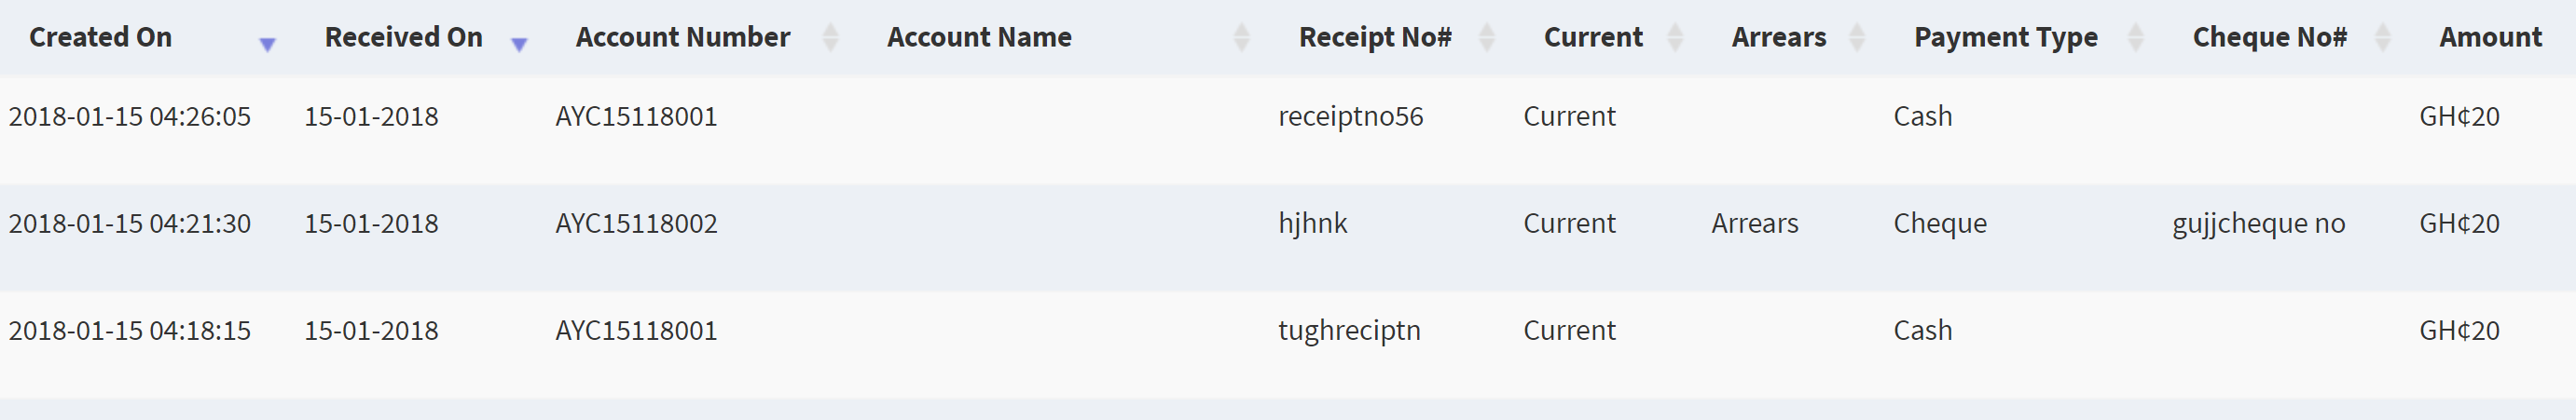 Created On Received On Account Number Account Name Receipt No# Current Arrears Payment Type Cheque No# Amount
2018-01-15 04:26:05 15-01-2018 AYC15118001 receiptno56 Current Cash GH¢20
2018-01-15 04:21:30 15-01-2018 AYC15118002 hjhnk Current Arrears Cheque gujjcheque no GH¢20
2018-01-15 04:18:15 15-01-2018 AYC15118001 tughreciptn Current Cash GH¢20